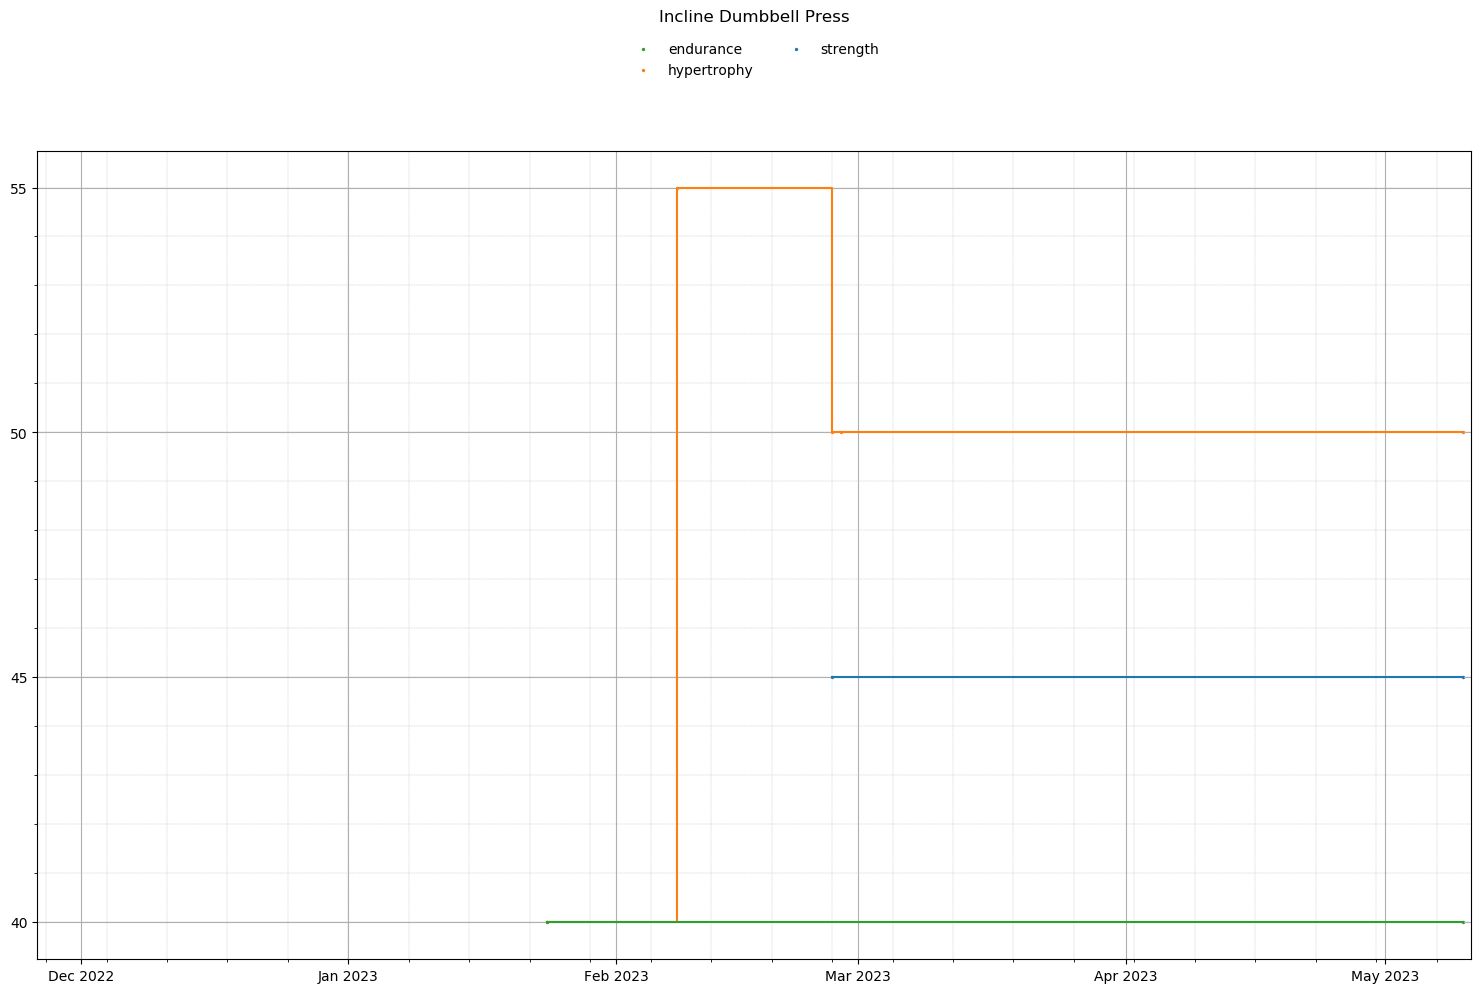 Incline Dumbbell Press
endurance
strength
hypertrophy
55
50
45
40
Dec 2022
Jan 2023
Feb 2023
Mar 2023
Apr 2023
May 2023